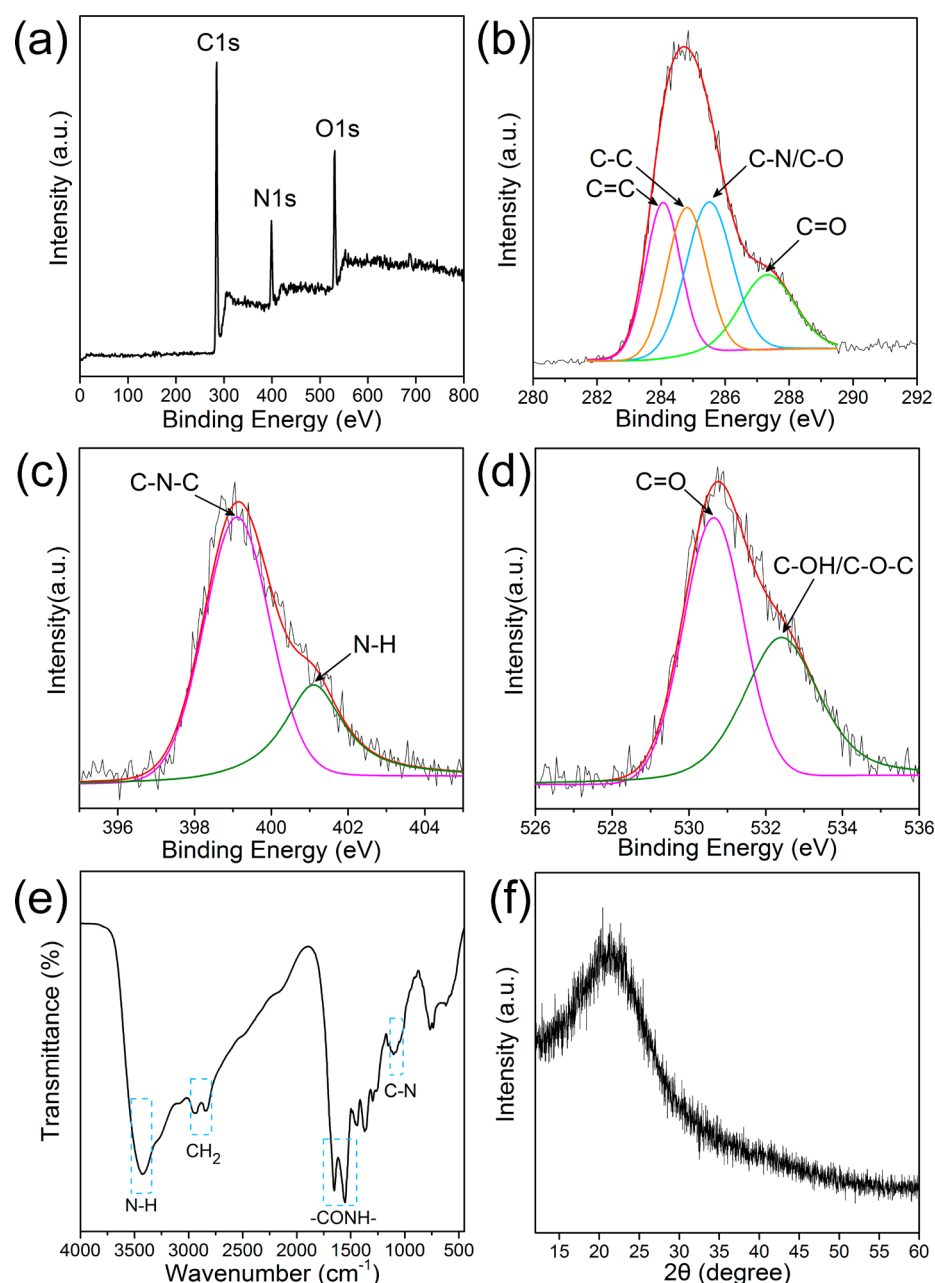 (a)
C1s
O1s
N1s
Intensity (a.u.)
0 100 200 300 400 500 600 700 800
Binding Energy (eV)
(b)
C-C
C=C
C-N/C-O
C=O
Intensity (a.u.)
280 282 284 286 288 290 292
Binding Energy (eV)
(c)
C-N-C
N-H
Intensity(a.u.)
396 398 400 402 404
Binding Energy (eV)
(d)
C=O
C-OH/C-O-C
Intensity(a.u.)
526 528 530 532 534 536
Binding Energy (eV)
(e)
Transmittance (%)
N-H
CH₂
-CONH-
C-N
4000 3500 3000 2500 2000 1500 1000 500
Wavenumber (cm⁻¹)
(f)
Intensity (a.u.)
15 20 25 30 35 40 45 50 55 60
2θ (degree)